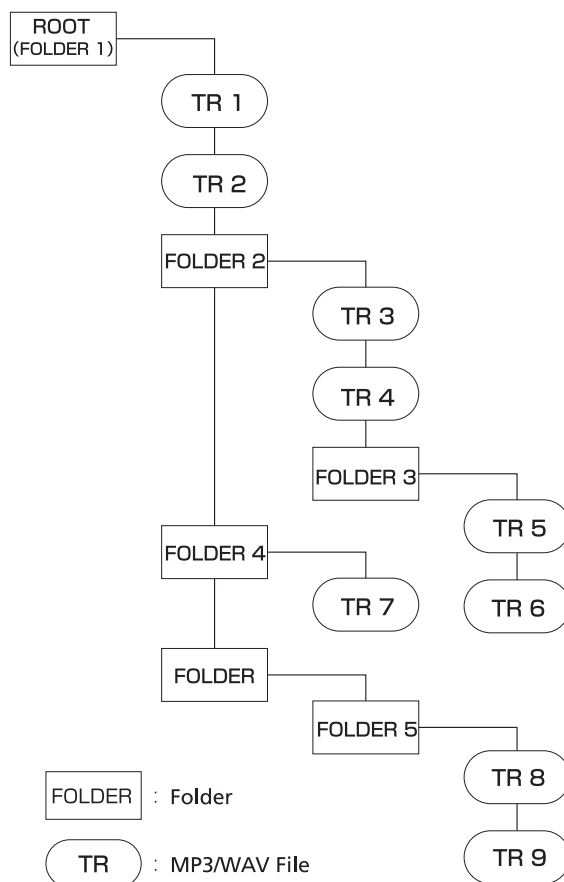 ROOT
(FOLDER 1)
TR 1
TR 2
FOLDER 2
TR 3
TR 4
FOLDER 3
TR 5
FOLDER 4
TR 7
TR 6
FOLDER
FOLDER 5
TR 8
FOLDER : Folder
TR 9
TR : MP3/WAV File